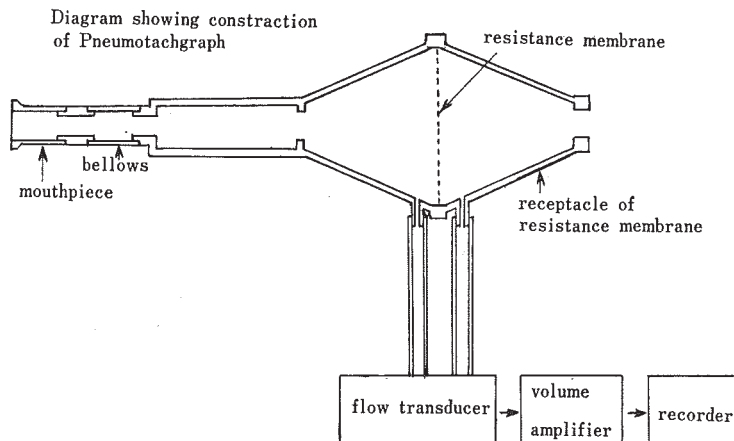 Diagram showing constraction
of Pneumotachgraph
resistance membrane
bellows
mouthpiece
receptacle of
resistance membrane
flow transducer
volume
amplifier
recorder